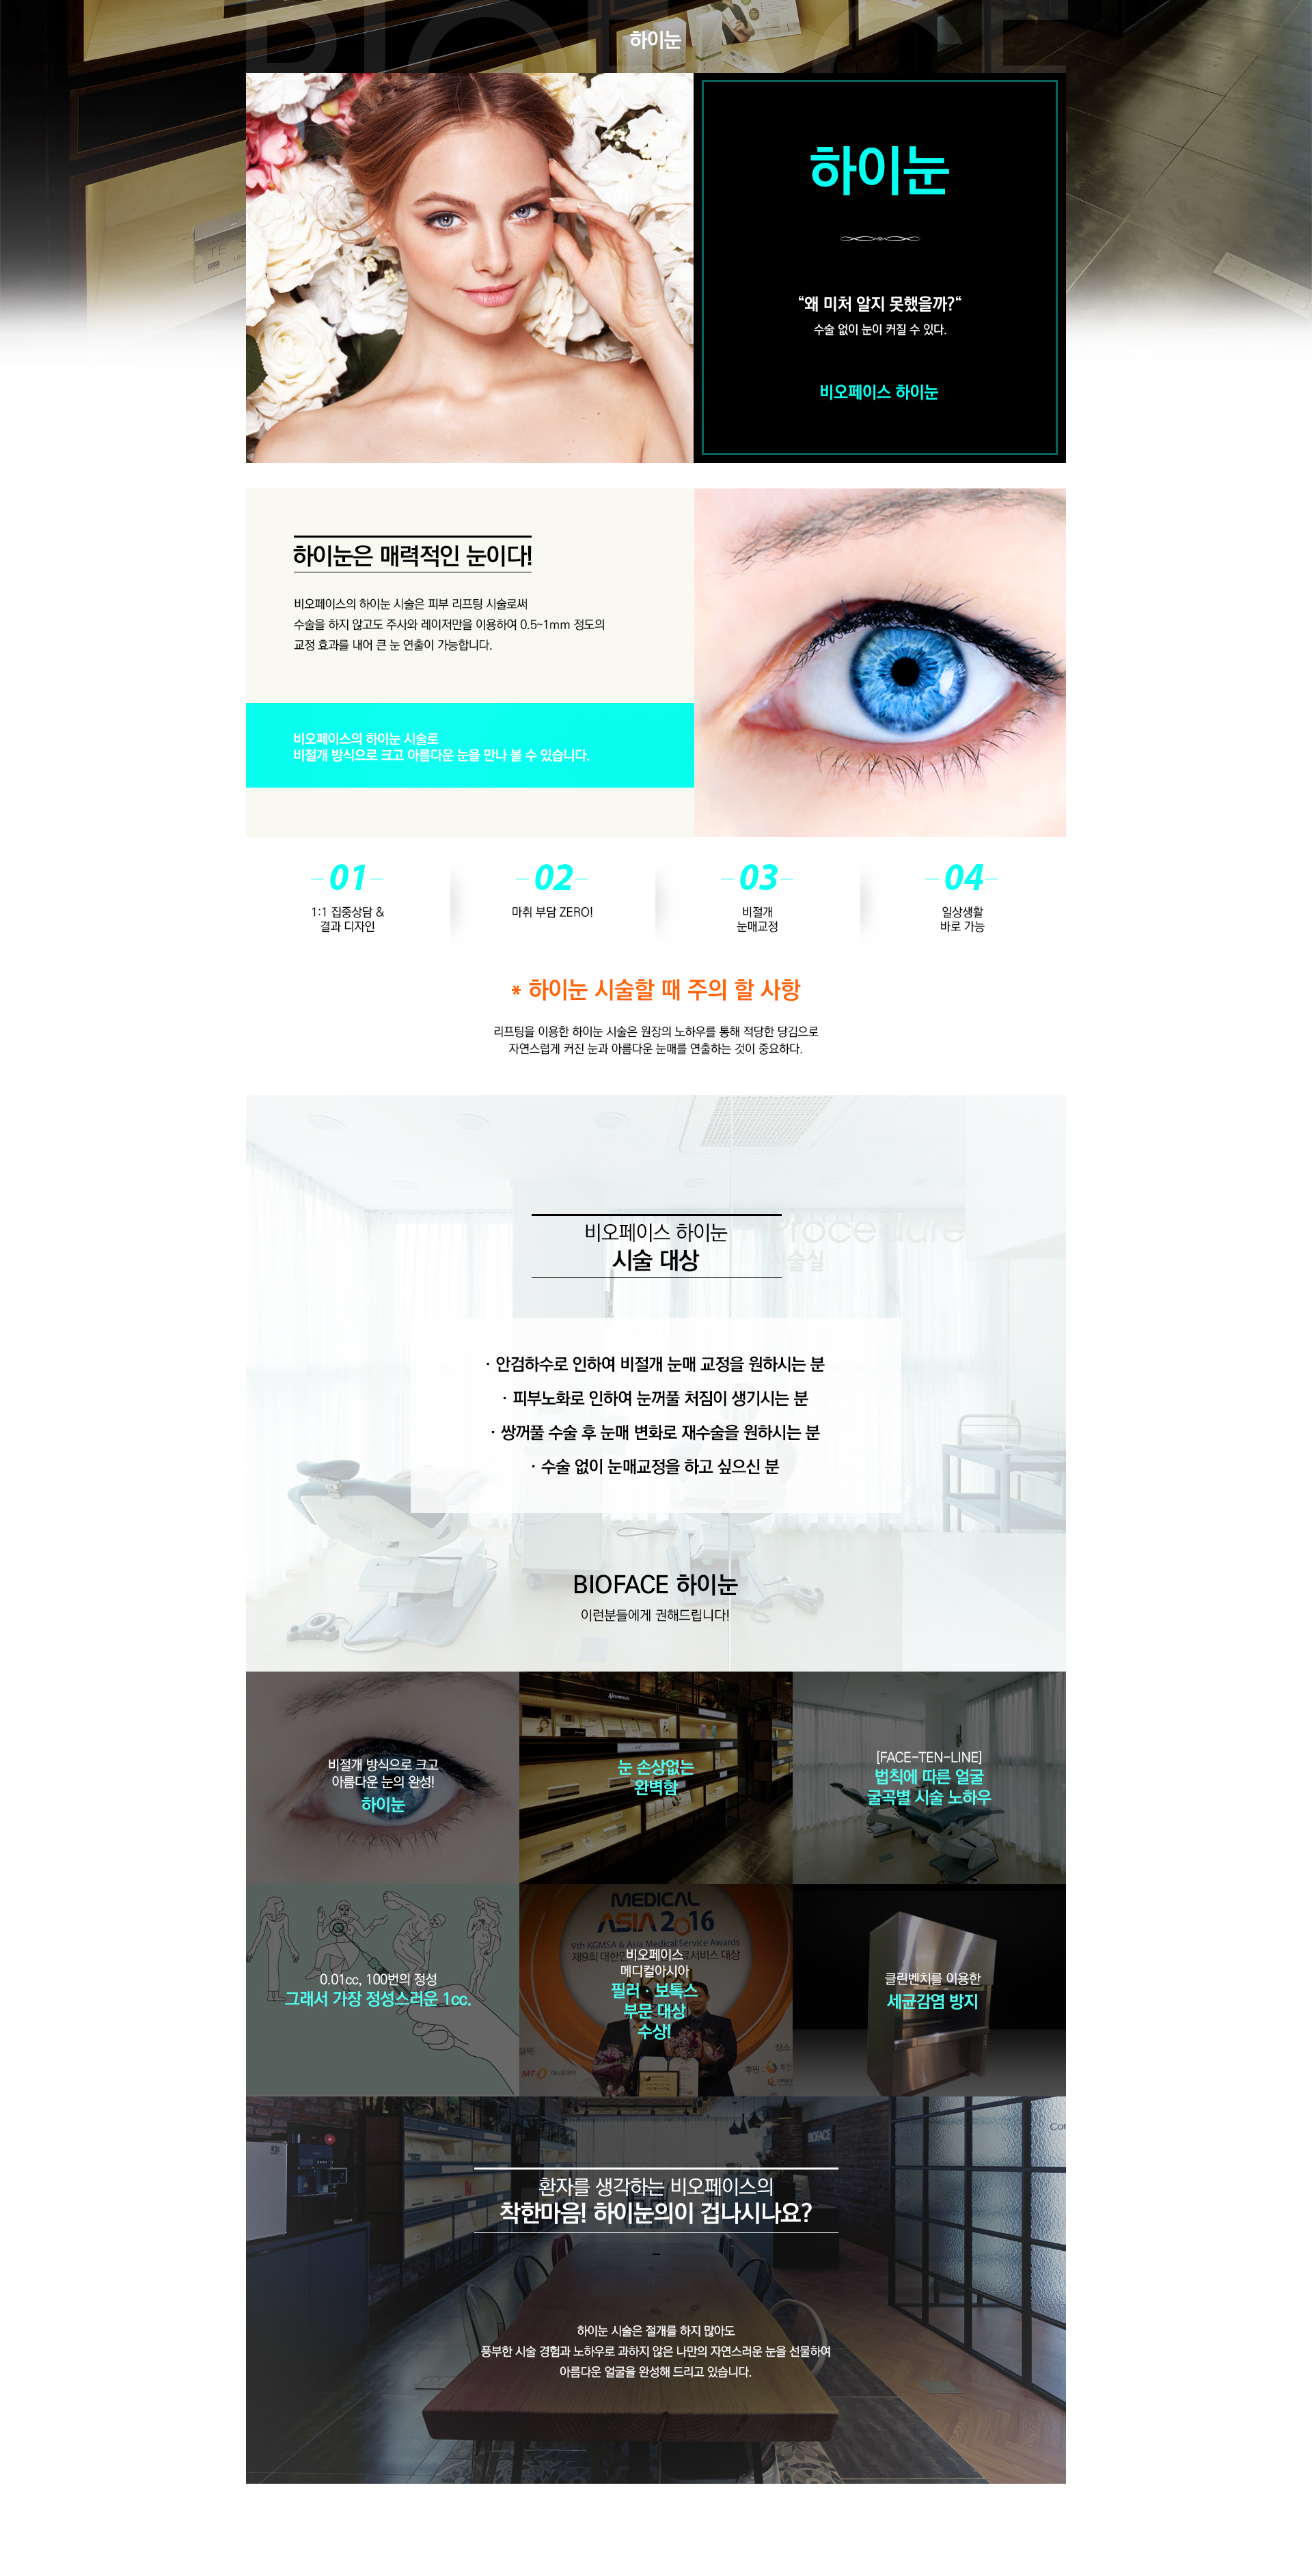 BIOFACE
하이눈
하이눈
“왜 미처 알지 못했을까?“
수술 없이 눈이 커질 수 있다.
비오페이스 하이눈
하이눈은 매력적인 눈이다!
비오페이스의 하이눈 시술은 피부 리프팅 시술로써
수술을 하지 않고도 주사와 레이저만을 이용하여 0.5~1mm 정도의
교정 효과를 내어 큰 눈 연출이 가능합니다.
비오페이스의 하이눈 시술로
비절개 방식으로 크고 아름다운 눈을 만나 볼 수 있습니다.
01
1:1 집중상담 &
결과 디자인
02
마취 부담 ZERO!
03
비절개
눈매교정
04
일상생활
바로 가능
* 하이눈 시술할 때 주의 할 사항
리프팅을 이용한 하이눈 시술은 원장의 노하우를 통해 적당한 당김으로
자연스럽게 커진 눈과 아름다운 눈매를 연출하는 것이 중요하다.
Procedure
시술실
비오페이스 하이눈
시술 대상
· 안검하수로 인하여 비절개 눈매 교정을 원하시는 분
· 피부노화로 인하여 눈꺼풀 처짐이 생기시는 분
· 쌍꺼풀 수술 후 눈매 변화로 재수술을 원하시는 분
· 수술 없이 눈매교정을 하고 싶으신 분
BIOFACE 하이눈
이런분들에게 권해드립니다!
비절개 방식으로 크고
아름다운 눈의 완성!
하이눈
눈 손상없는
완벽함
[FACE-TEN-LINE]
법칙에 따른 얼굴
굴곡별 시술 노하우
0.01cc, 100번의 정성
그래서 가장 정성스러운 1cc.
MEDICAL
ASIA 2016
9th KGMSA & Asia Medical Service Awards
비오페이스
메디컬아시아
필러 · 보톡스
부문 대상
수상!
클린벤치를 이용한
세균감염 방지
BIOFACE
환자를 생각하는 비오페이스의
착한마음! 하이눈의이 겁나시나요?
하이눈 시술은 절개를 하지 많아도
풍부한 시술 경험과 노하우로 과하지 않은 나만의 자연스러운 눈을 선물하여
아름다운 얼굴을 완성해 드리고 있습니다.